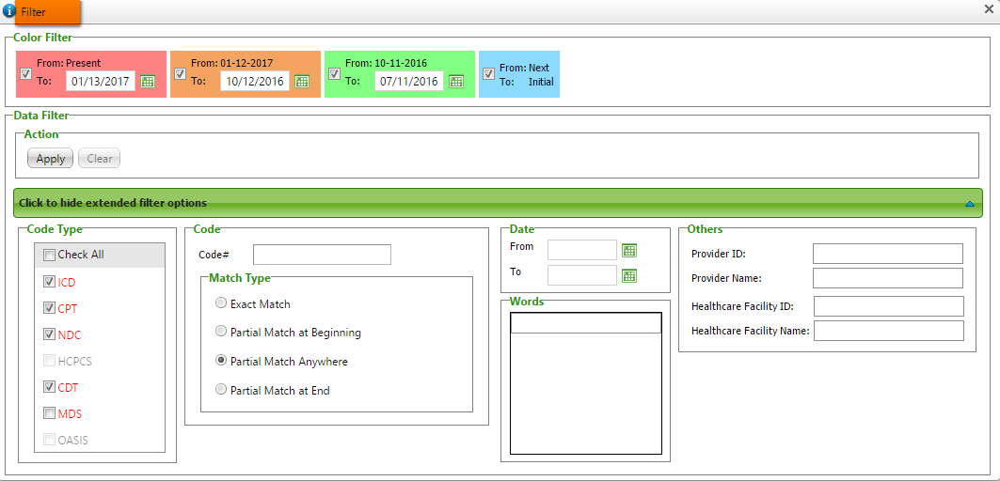 Filter
Color Filter
From: Present
To: 01/13/2017
From: 01-12-2017
To: 10/12/2016
From: 10-11-2016
To: 07/11/2016
From: Next
To: Initial
Data Filter
Action
Apply Clear
Click to hide extended filter options
Code Type
Check All
ICD
CPT
NDC
HCPCS
CDT
MDS
OASIS
Code
Code#
Match Type
Exact Match
Partial Match at Beginning
Partial Match Anywhere
Partial Match at End
Date
From
To
Words
Others
Provider ID:
Provider Name:
Healthcare Facility ID:
Healthcare Facility Name: